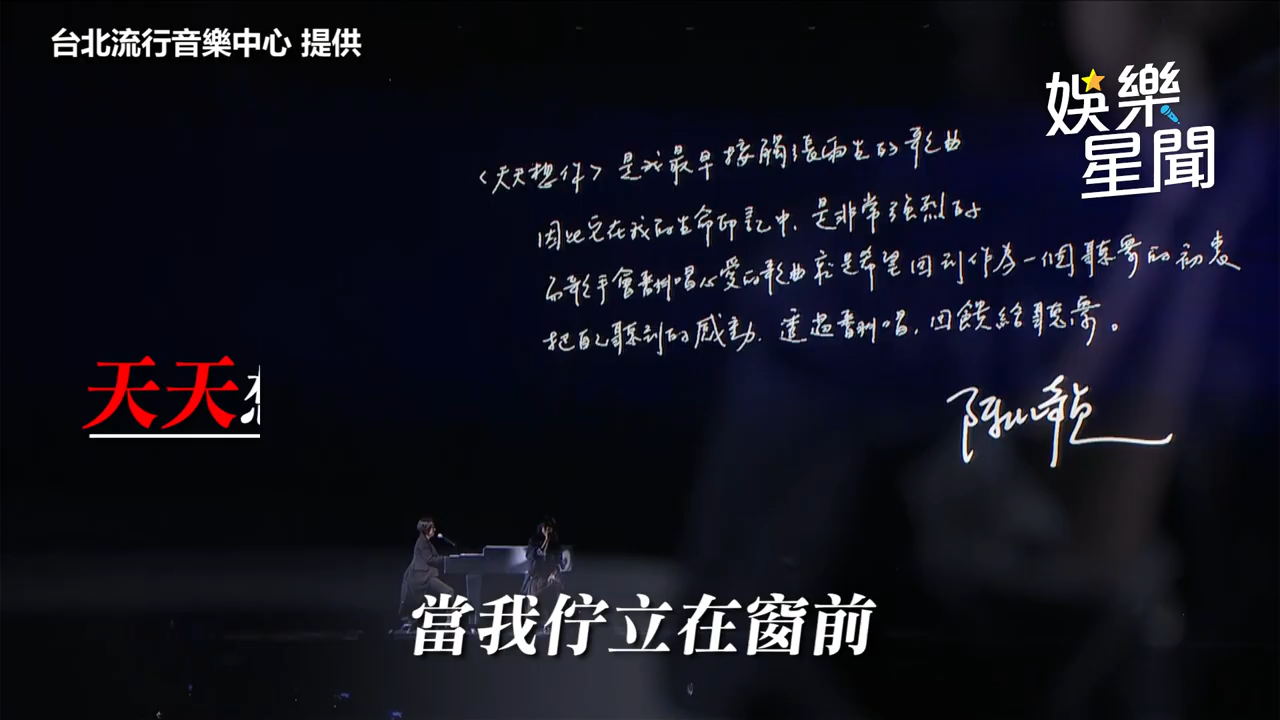 台北流行音樂中心 提供
娛樂
星聞
〈天天想你〉是我最早接觸張雨生的歌曲
因此它在我的生命印記中，是非常強烈的
而歌手會翻唱心愛的歌曲就是希望回到作為一個聽眾的初衷
把自己聽到的感動，透過翻唱，回饋給聽眾。
陳綺貞
天天想
當我佇立在窗前